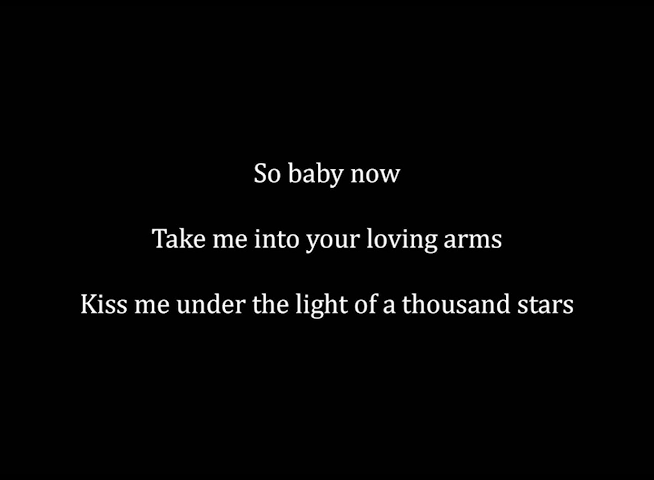 So baby now
Take me into your loving arms
Kiss me under the light of a thousand stars